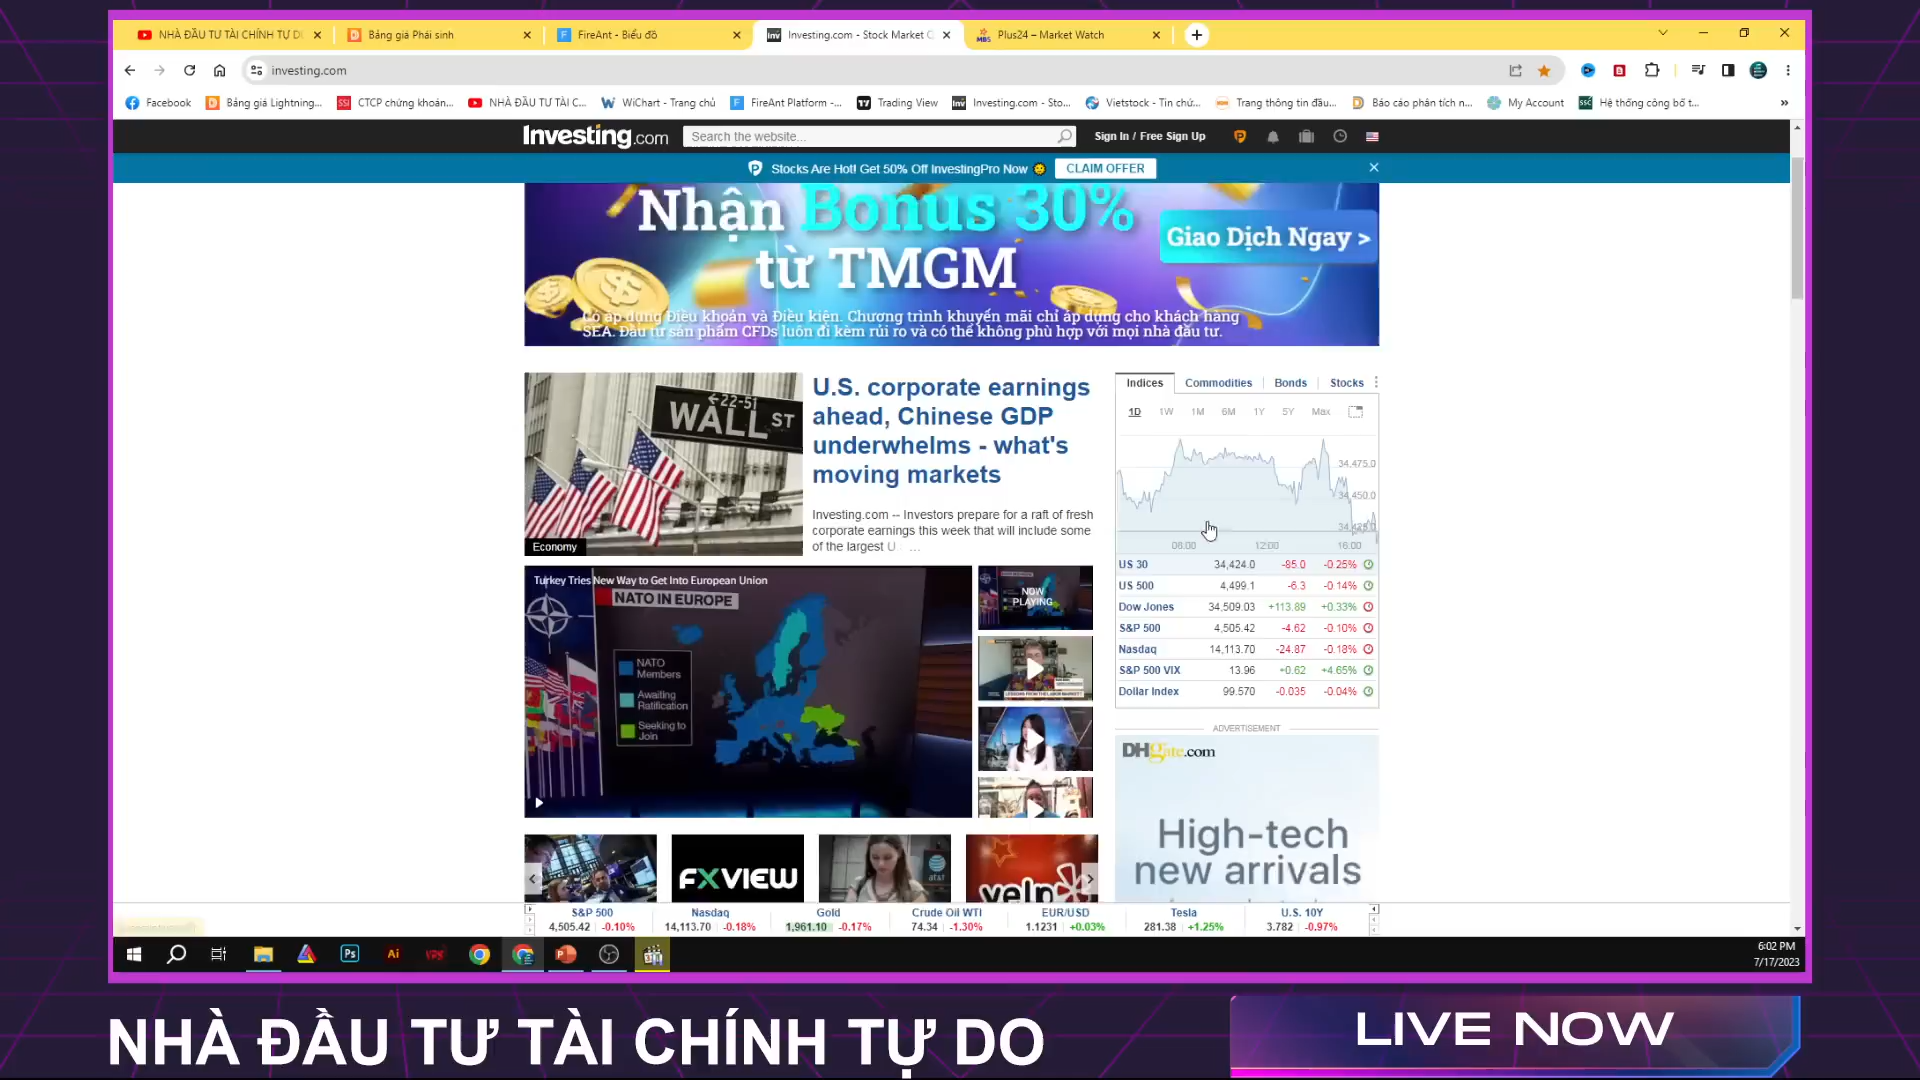 NHÀ ĐẦU TƯ TÀI CHÍNH TỰ D
Bảng giá Phái sinh
FireAnt - Biểu đồ
Investing.com - Stock Market
Plus24 – Market Watch
investing.com
Facebook
Bảng giá Lightning...
CTCP chứng khoán...
NHÀ ĐẦU TƯ TÀI C...
WiChart - Trang chủ
FireAnt Platform -...
Trading View
Investing.com - Sto...
Vietstock - Tin chứ...
Trang thông tin đầu...
Báo cáo phân tích n...
My Account
Hệ thống công bố t...
Investing.com
Search the website...
Sign In / Free Sign Up
Stocks Are Hot! Get 50% Off InvestingPro Now
CLAIM OFFER
Nhận Bonus 30%
từ TMGM
Giao Dịch Ngay >
Có áp dụng Điều khoản và Điều kiện. Chương trình khuyến mãi chỉ áp dụng cho khách hàng
SEA. Đầu tư sản phẩm CFDs luôn đi kèm rủi ro và có thể không phù hợp với mọi nhà đầu tư.
←22-51
WALL ST
Economy
U.S. corporate earnings
ahead, Chinese GDP
underwhelms - what's
moving markets
Investing.com -- Investors prepare for a raft of fresh
corporate earnings this week that will include some
of the largest U ...
Indices Commodities Bonds Stocks
1D 1W 1M 6M 1Y 5Y Max
34,475.0
34,450.0
34,425.0
08:00 12:00 16:00
US 30 34,424.0 -85.0 -0.25%
US 500 4,499.1 -6.3 -0.14%
Dow Jones 34,509.03 +113.89 +0.33%
S&P 500 4,505.42 -4.62 -0.10%
Nasdaq 14,113.70 -24.87 -0.18%
S&P 500 VIX 13.96 +0.62 +4.65%
Dollar Index 99.570 -0.035 -0.04%
Turkey Tries New Way to Get Into European Union
NATO IN EUROPE
NATO
Members
Awaiting
Ratification
Seeking to
Join
NOW
PLAYING
ADVERTISEMENT
DHgate.com
High-tech
new arrivals
FXVIEW
at&t
yelp
S&P 500
4,505.42 -0.10%
Nasdaq
14,113.70 -0.18%
Gold
1,961.10 -0.17%
Crude Oil WTI
74.34 -1.30%
EUR/USD
1.1231 +0.03%
Tesla
281.38 +1.25%
U.S. 10Y
3.782 -0.97%
6:02 PM
7/17/2023
NHÀ ĐẦU TƯ TÀI CHÍNH TỰ DO
LIVE NOW